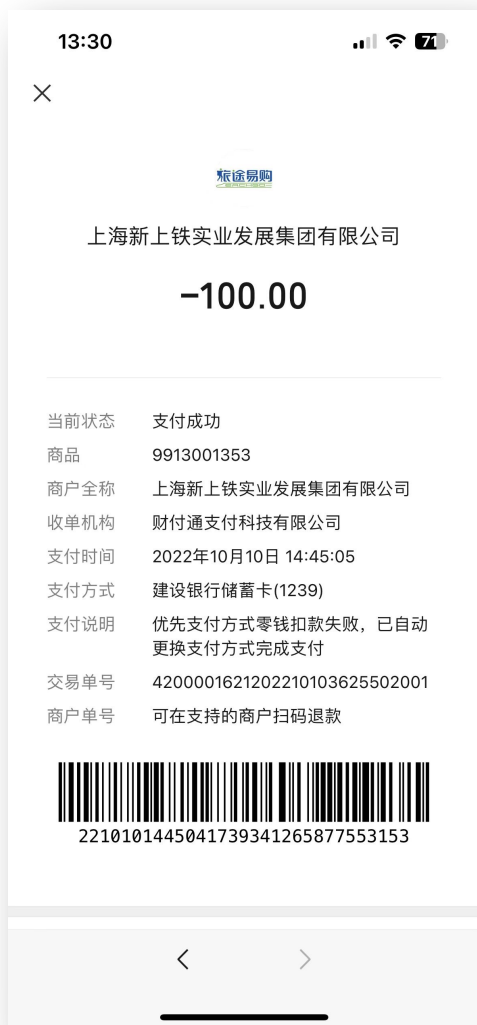 13:30
71
旅途易购
上海新上铁实业发展集团有限公司
-100.00
当前状态 支付成功
商品 9913001353
商户全称 上海新上铁实业发展集团有限公司
收单机构 财付通支付科技有限公司
支付时间 2022年10月10日 14:45:05
支付方式 建设银行储蓄卡(1239)
支付说明 优先支付方式零钱扣款失败，已自动
更换支付方式完成支付
交易单号 4200001621202210103625502001
商户单号 可在支持的商户扫码退款
22101014450417393412658775​53153